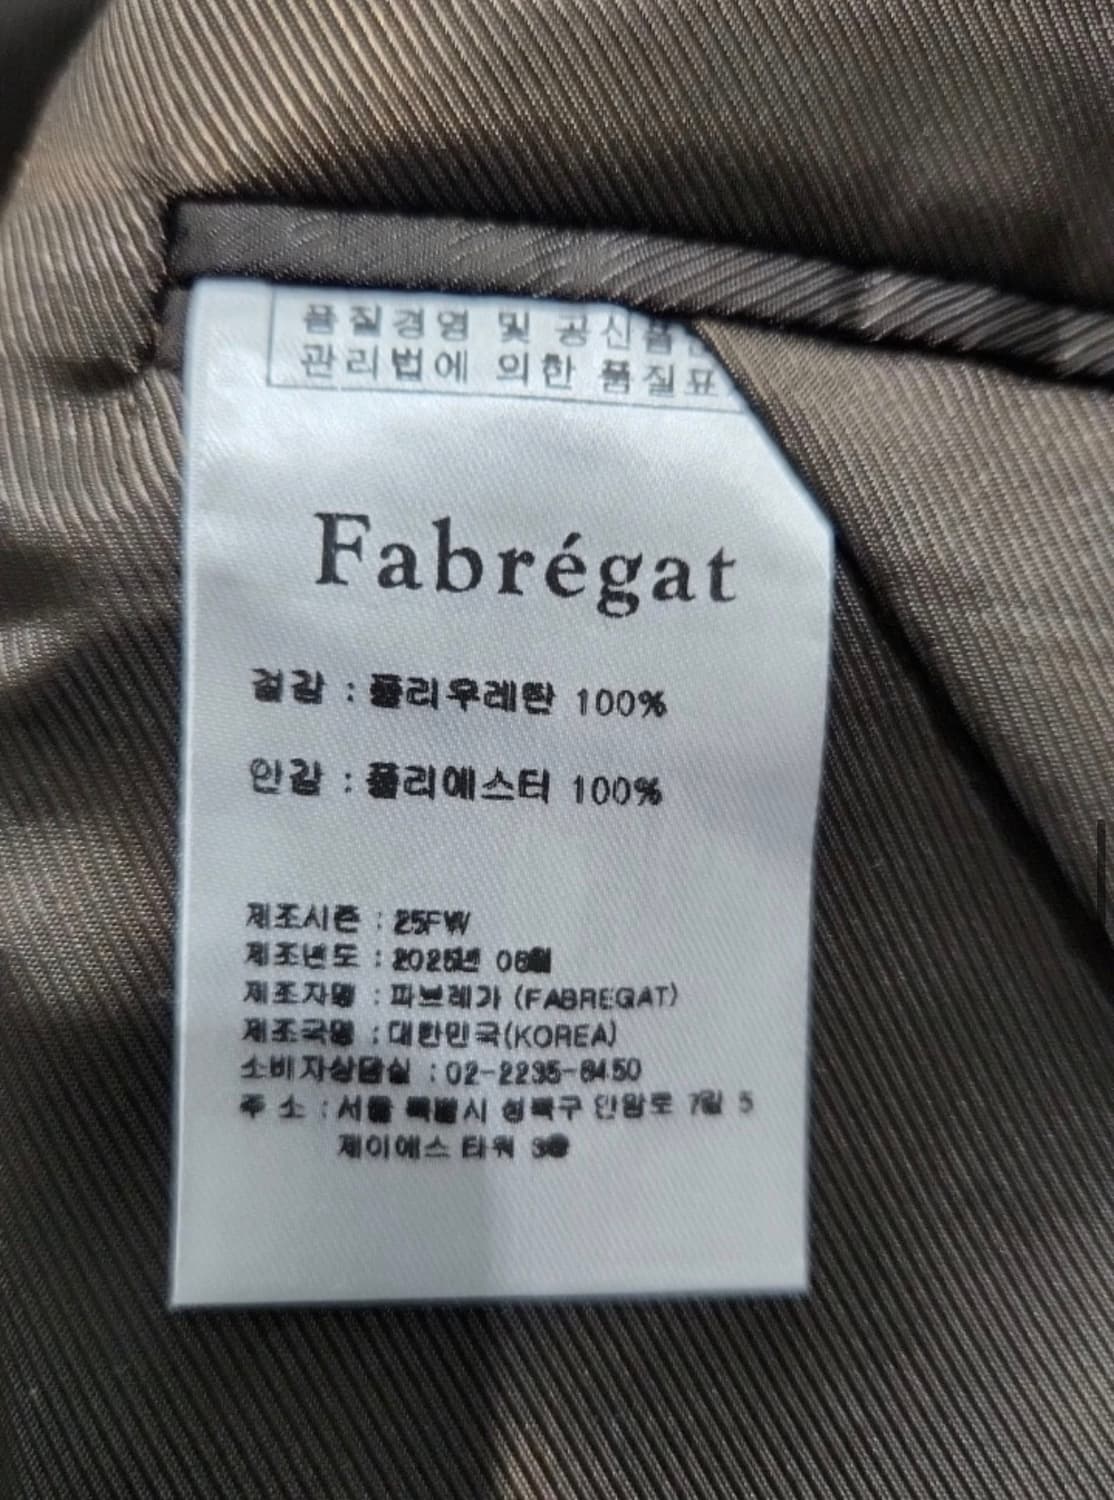 품질경영 및 공산품
관리법에 의한 품질표
Fabrégat
겉감 : 폴리우레탄 100%
안감 : 폴리에스터 100%
제조시즌 : 25FW
제조년도 : 2025년 08월
제조자명 : 파브레가 (FABREGAT)
제조국명 : 대한민국(KOREA)
소비자상담실 : 02-2235-8450
주 소 : 서울 특별시 성북구 인왕로 7길 5
제이에스 타워 3층